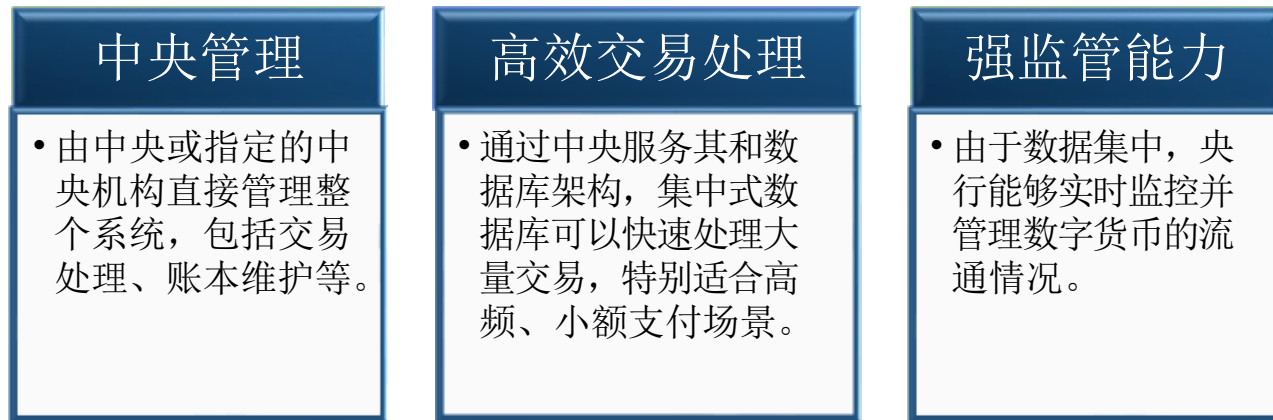 中央管理
• 由中央或指定的中
央机构直接管理整
个系统，包括交易
处理、账本维护等。
高效交易处理
• 通过中央服务其和数
据库架构，集中式数
据库可以快速处理大
量交易，特别适合高
频、小额支付场景。
强监管能力
• 由于数据集中，央
行能够实时监控并
管理数字货币的流
通情况。